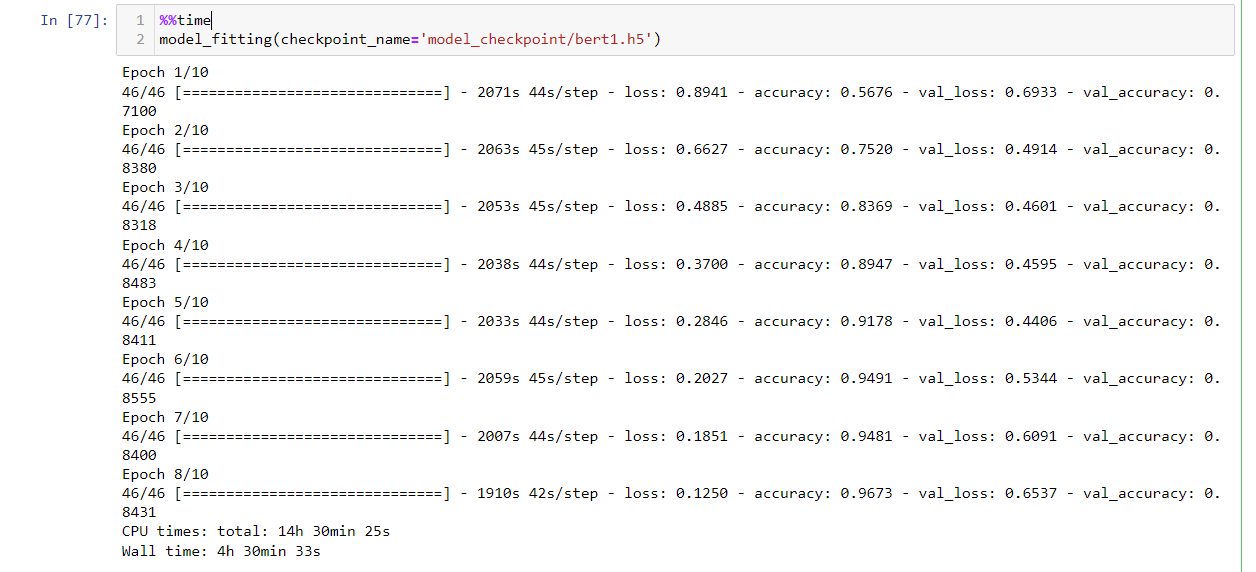 In [77]:
1 %%time
2 model_fitting(checkpoint_name='model_checkpoint/bert1.h5')
Epoch 1/10
46/46 [==============================] - 2071s 44s/step - loss: 0.8941 - accuracy: 0.5676 - val_loss: 0.6933 - val_accuracy: 0.
7100
Epoch 2/10
46/46 [==============================] - 2063s 45s/step - loss: 0.6627 - accuracy: 0.7520 - val_loss: 0.4914 - val_accuracy: 0.
8380
Epoch 3/10
46/46 [==============================] - 2053s 45s/step - loss: 0.4885 - accuracy: 0.8369 - val_loss: 0.4601 - val_accuracy: 0.
8318
Epoch 4/10
46/46 [==============================] - 2038s 44s/step - loss: 0.3700 - accuracy: 0.8947 - val_loss: 0.4595 - val_accuracy: 0.
8483
Epoch 5/10
46/46 [==============================] - 2033s 44s/step - loss: 0.2846 - accuracy: 0.9178 - val_loss: 0.4406 - val_accuracy: 0.
8411
Epoch 6/10
46/46 [==============================] - 2059s 45s/step - loss: 0.2027 - accuracy: 0.9491 - val_loss: 0.5344 - val_accuracy: 0.
8555
Epoch 7/10
46/46 [==============================] - 2007s 44s/step - loss: 0.1851 - accuracy: 0.9481 - val_loss: 0.6091 - val_accuracy: 0.
8400
Epoch 8/10
46/46 [==============================] - 1910s 42s/step - loss: 0.1250 - accuracy: 0.9673 - val_loss: 0.6537 - val_accuracy: 0.
8431
CPU times: total: 14h 30min 25s
Wall time: 4h 30min 33s